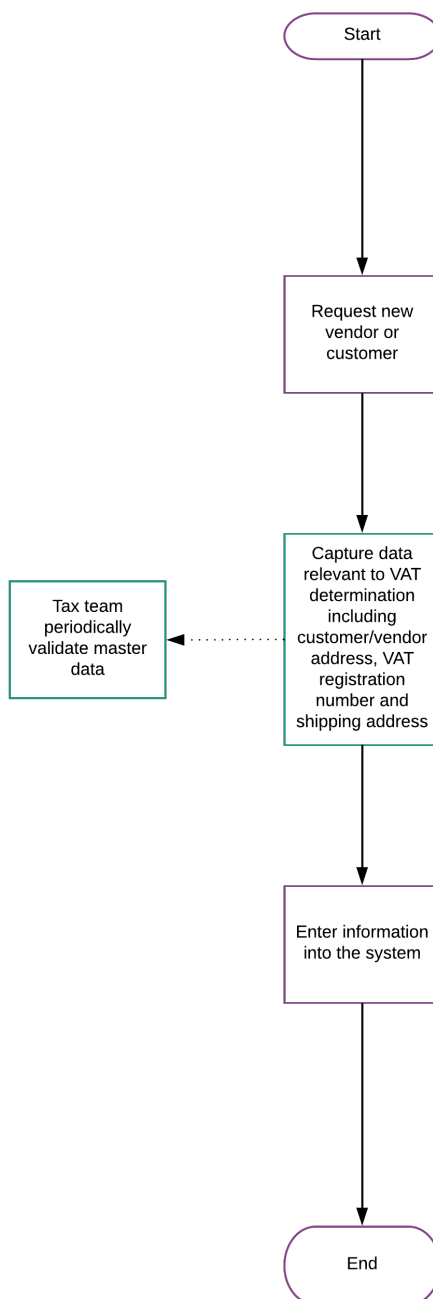 Start
Request new
vendor or
customer
Capture data
relevant to VAT
determination
including
customer/vendor
address, VAT
registration
number and
shipping address
Tax team
periodically
validate master
data
Enter information
into the system
End